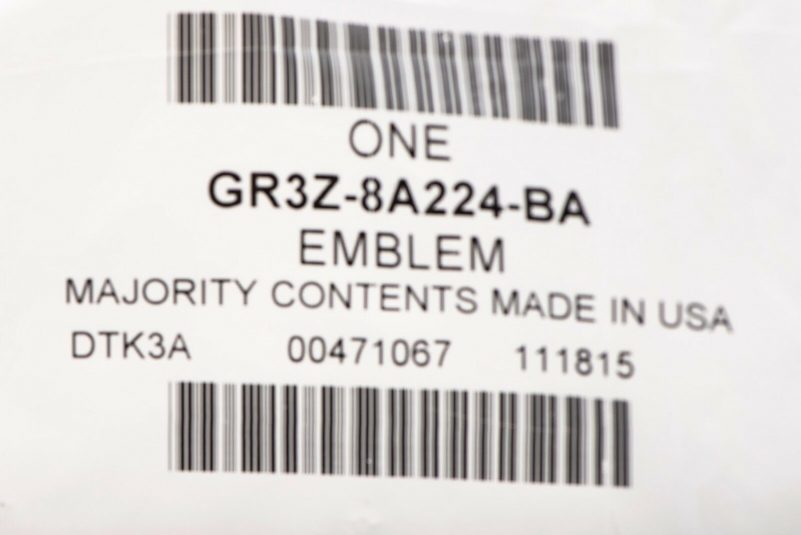 ONE
GR3Z-8A224-BA
EMBLEM
MAJORITY CONTENTS MADE IN USA
DTK3A 00471067 111815